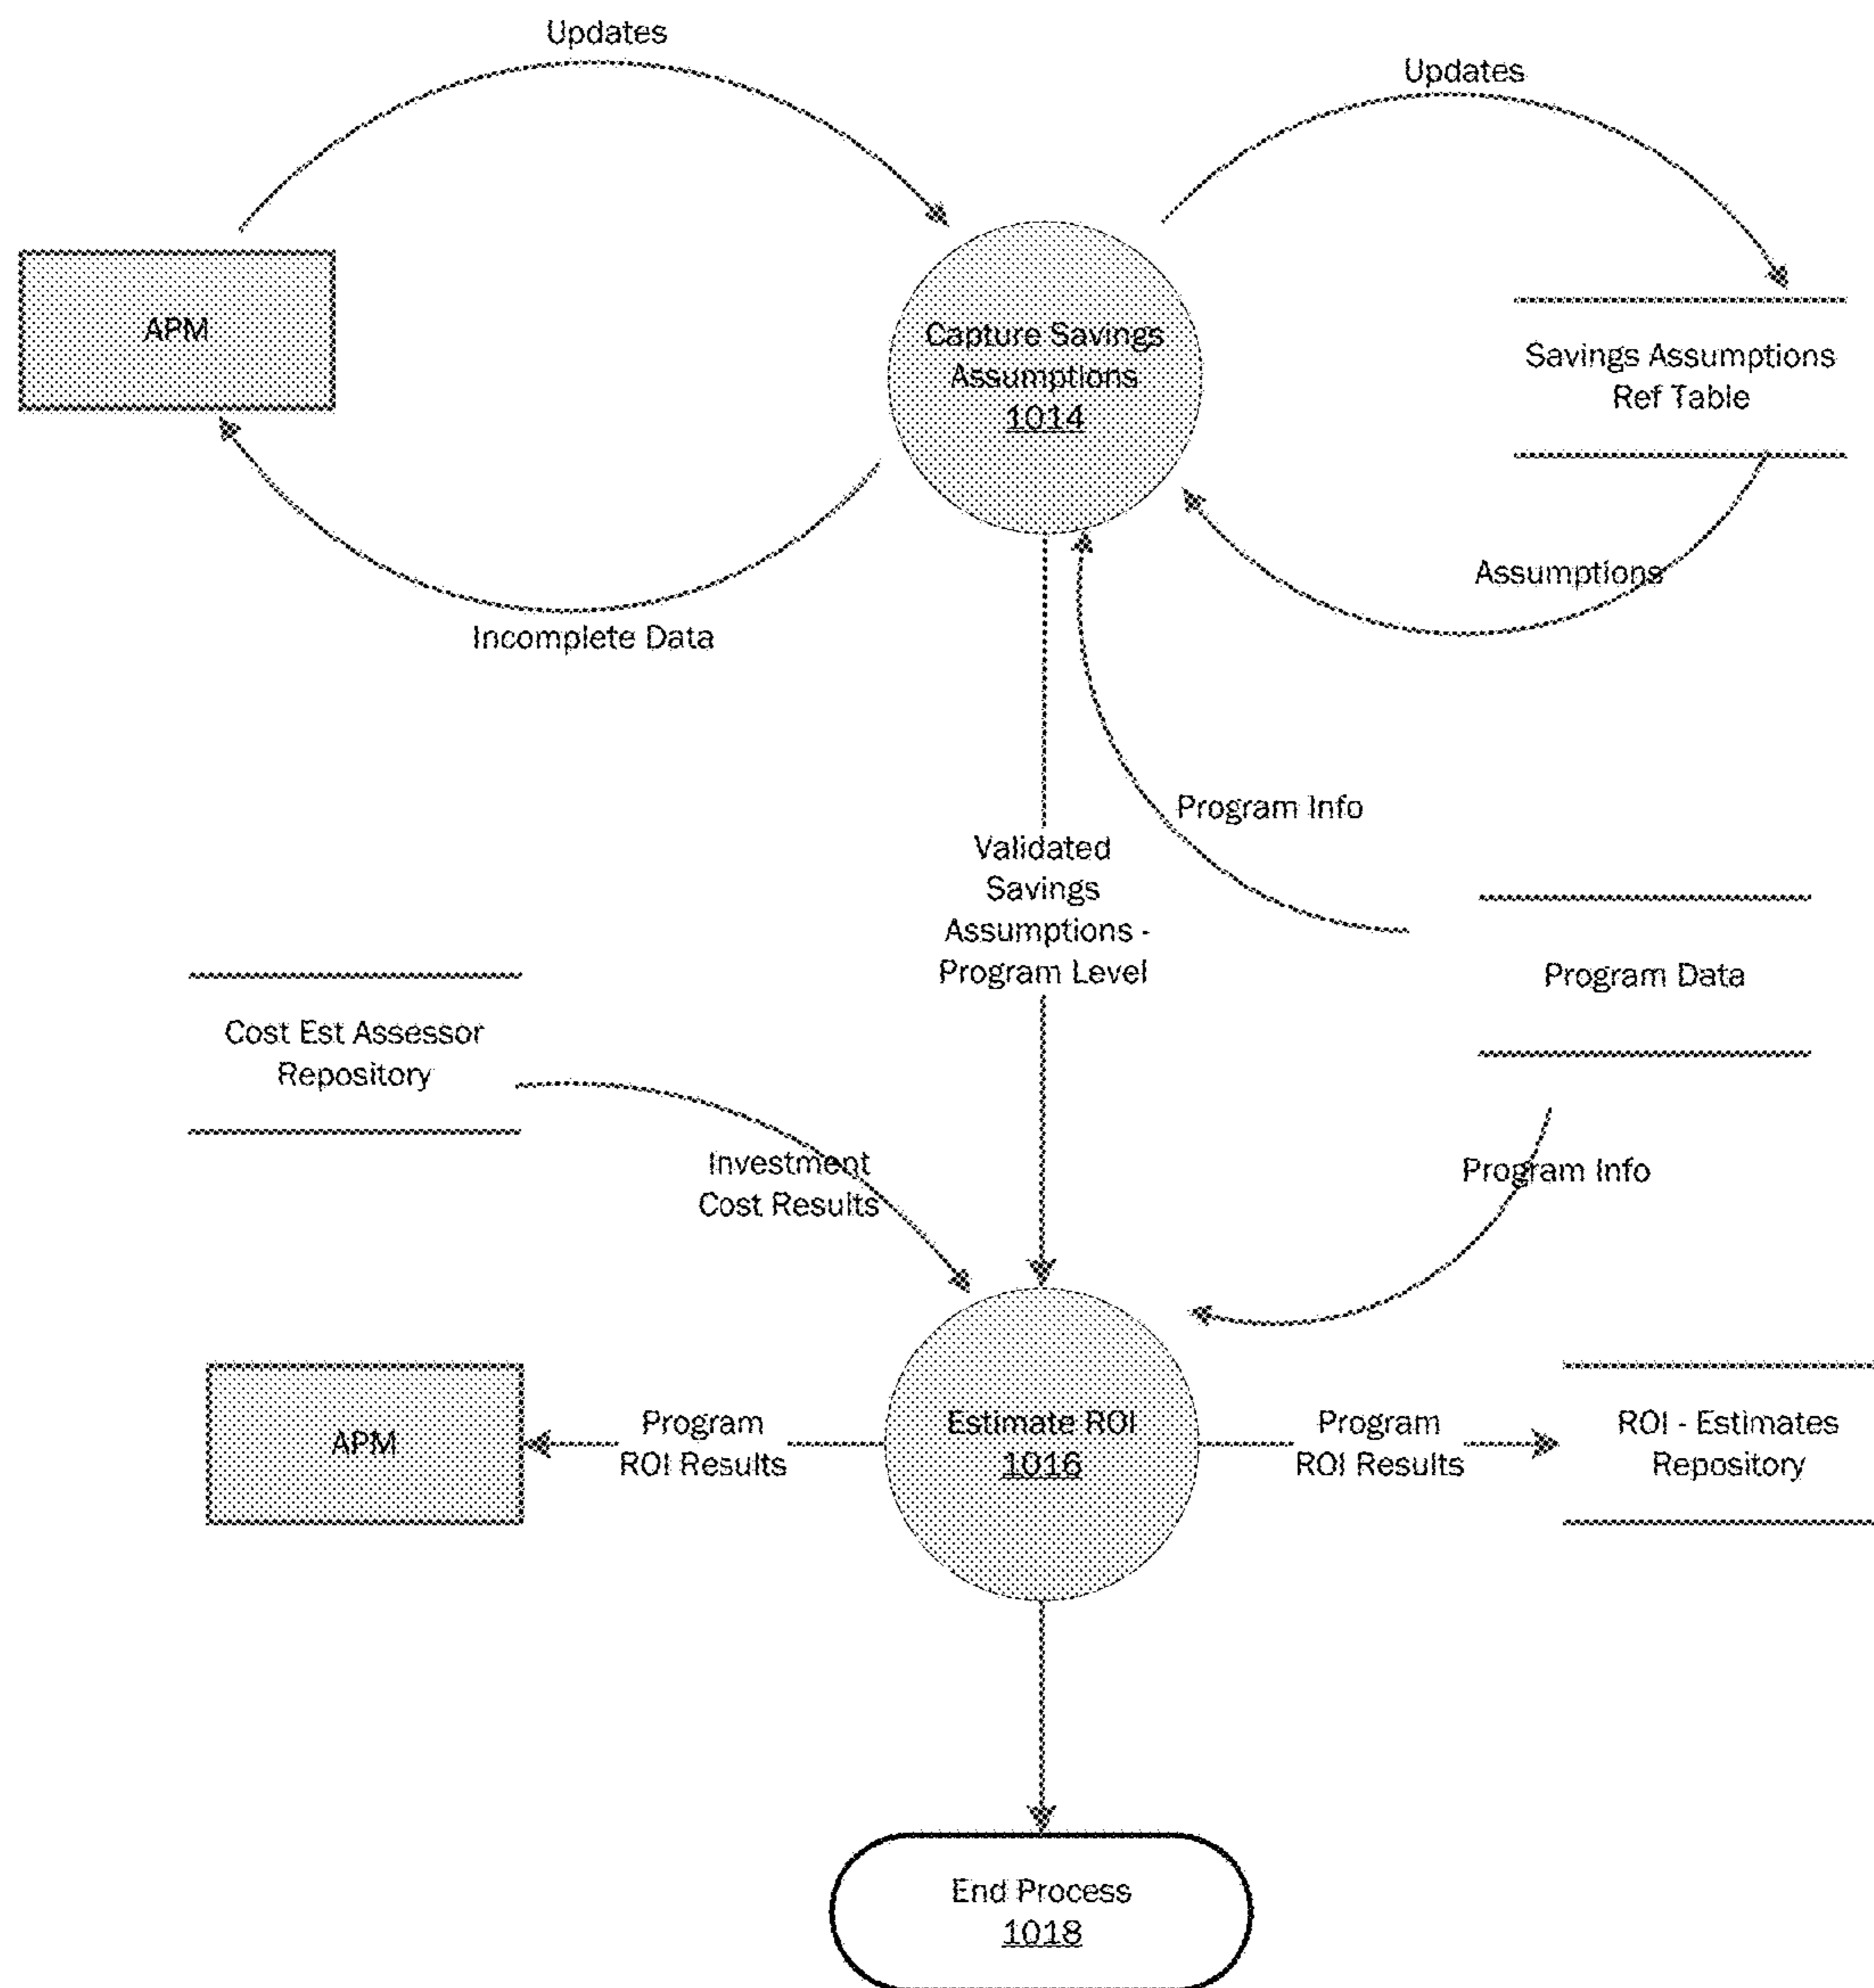 Updates
Updates
APM
Capture Savings
Assumptions
1014
Savings Assumptions
Ref Table
Assumptions
Incomplete Data
Program Info
Validated
Savings
Assumptions -
Program Level
Program Data
Cost Est Assessor
Repository
Investment
Cost Results
Program Info
APM
Program
ROI Results
Estimate ROI
1016
Program
ROI Results
ROI - Estimates
Repository
End Process
1018